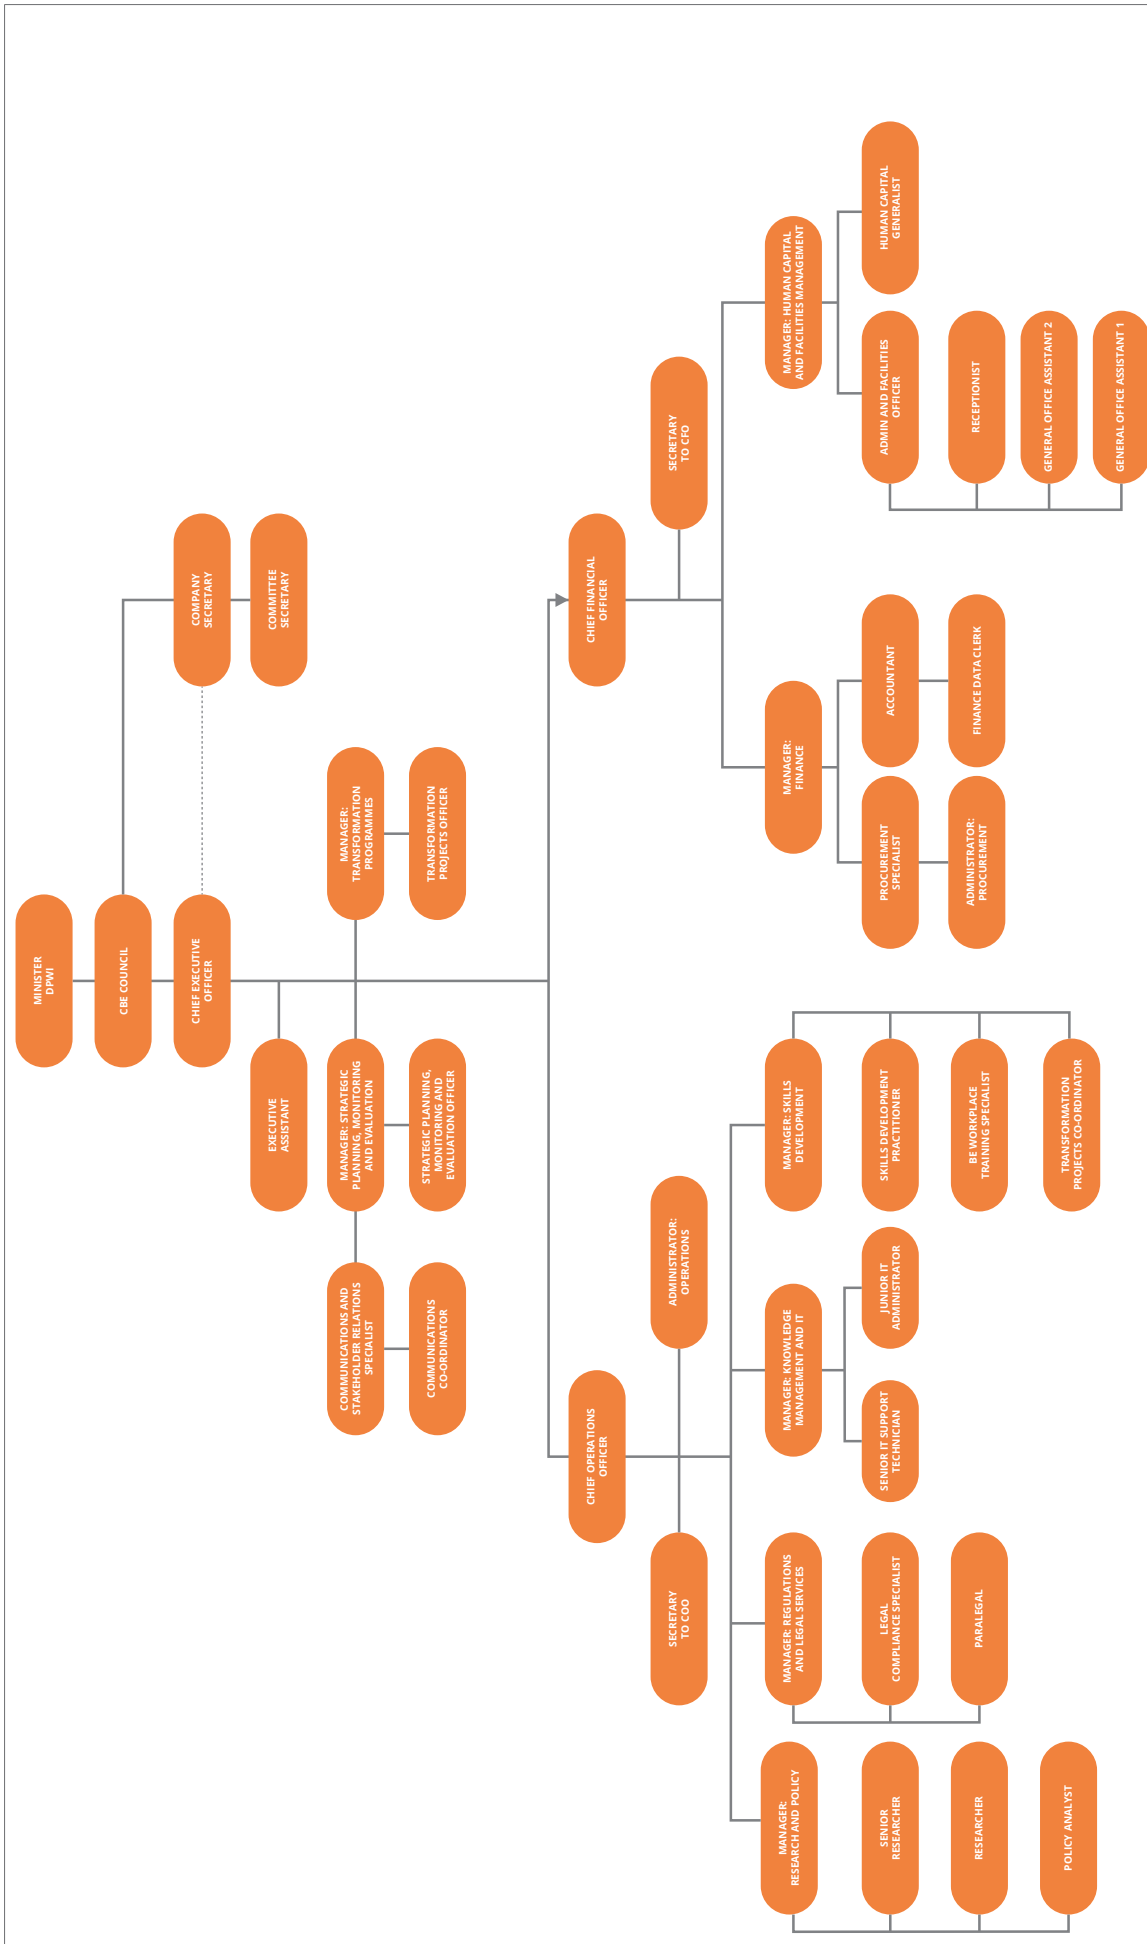 MINISTER
DPWI
CBE COUNCIL
CHIEF EXECUTIVE
OFFICER
COMPANY
SECRETARY
EXECUTIVE
ASSISTANT
COMMITTEE
SECRETARY
COMMUNICATIONS AND
STAKEHOLDER RELATIONS
SPECIALIST
MANAGER: STRATEGIC
PLANNING, MONITORING
AND EVALUATION
MANAGER:
TRANSFORMATION
PROGRAMMES
COMMUNICATIONS
CO-ORDINATOR
STRATEGIC PLANNING,
MONITORING AND
EVALUATION OFFICER
TRANSFORMATION
PROJECTS OFFICER
CHIEF OPERATIONS
OFFICER
CHIEF FINANCIAL
OFFICER
SECRETARY
TO COO
ADMINISTRATOR:
OPERATIONS
SECRETARY
TO CFO
MANAGER:
RESEARCH AND POLICY
MANAGER: REGULATIONS
AND LEGAL SERVICES
MANAGER: KNOWLEDGE
MANAGEMENT AND IT
MANAGER: SKILLS
DEVELOPMENT
MANAGER:
FINANCE
MANAGER: HUMAN CAPITAL
AND FACILITIES MANAGEMENT
SENIOR
RESEARCHER
LEGAL
COMPLIANCE SPECIALIST
SENIOR IT SUPPORT
TECHNICIAN
JUNIOR IT
ADMINISTRATOR
SKILLS DEVELOPMENT
PRACTITIONER
PROCUREMENT
SPECIALIST
ACCOUNTANT
ADMIN AND FACILITIES
OFFICER
HUMAN CAPITAL
GENERALIST
RESEARCHER
PARALEGAL
BE WORKPLACE
TRAINING SPECIALIST
ADMINISTRATOR:
PROCUREMENT
FINANCE DATA CLERK
RECEPTIONIST
POLICY ANALYST
TRANSFORMATION
PROJECTS CO-ORDINATOR
GENERAL OFFICE ASSISTANT 2
GENERAL OFFICE ASSISTANT 1